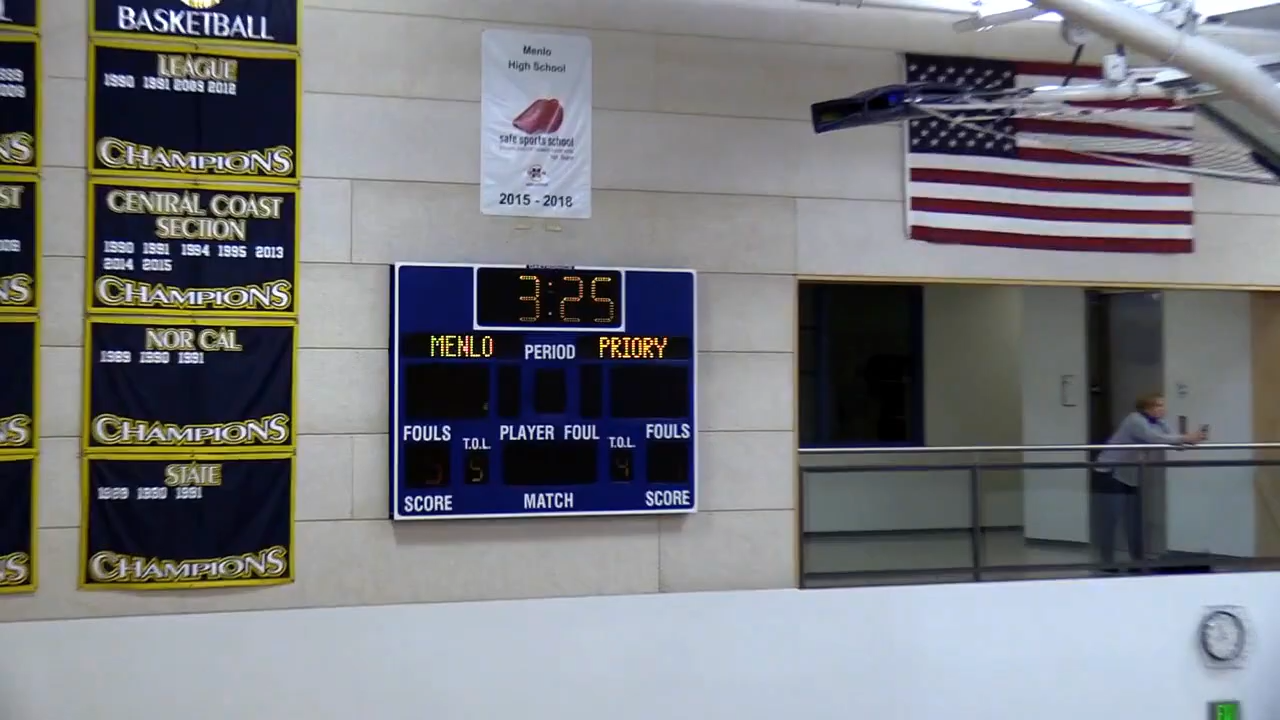 BASKETBALL
LEAGUE
1990 1991 2009 2012
CHAMPIONS
CENTRAL COAST
SECTION
1990 1991 1994 1995 2013
2014 2015
CHAMPIONS
NOR CAL
1989 1990 1991
CHAMPIONS
STATE
1989 1990 1991
CHAMPIONS
Menlo
High School
safe sports school
2015 - 2018
3:25
MENLO
PERIOD
PRIORY
FOULS
T.O.L.
PLAYER FOUL
T.O.L.
FOULS
5
4
SCORE
MATCH
SCORE